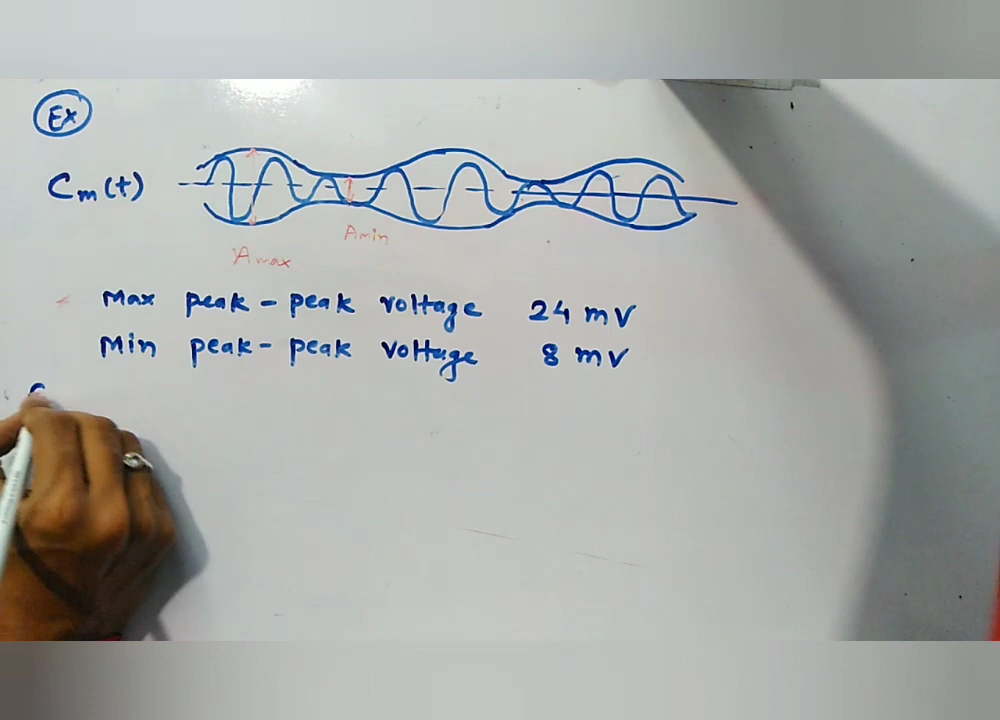 Ex
Cm(t)
Amin
Amax
Max peak-peak voltage 24 mV
Min peak-peak voltage 8 mV